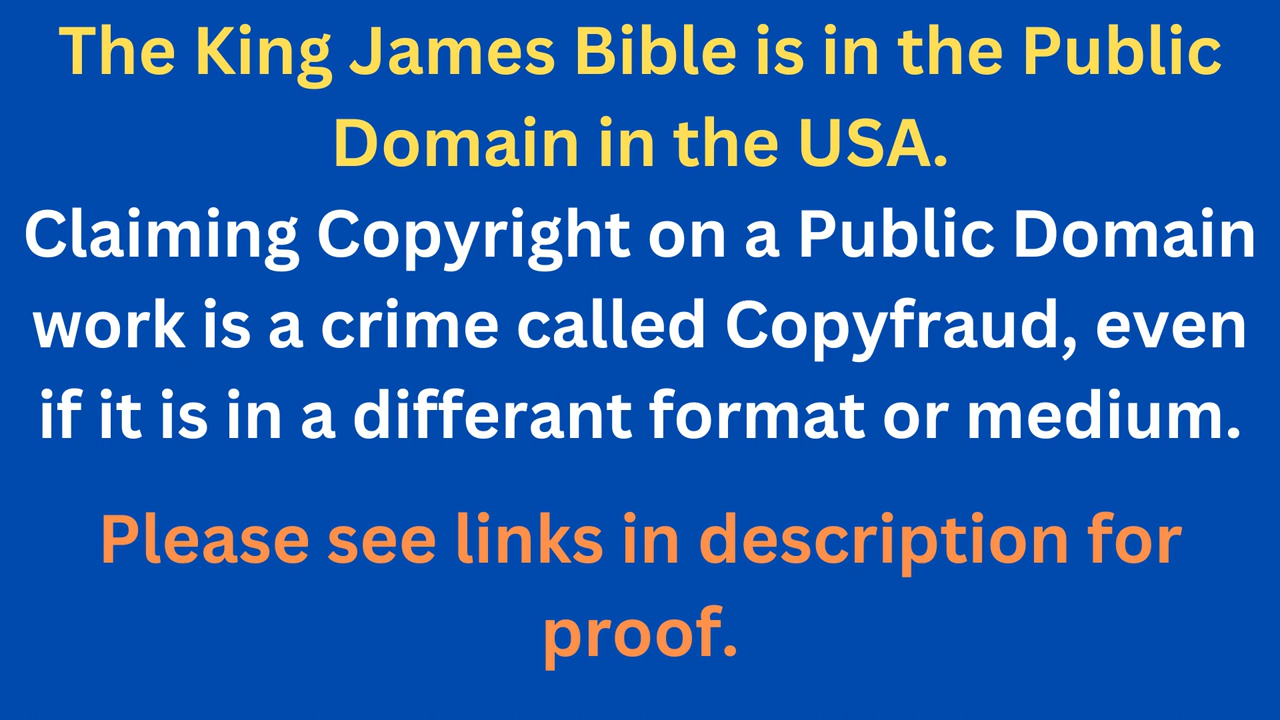 The King James Bible is in the Public
Domain in the USA.
Claiming Copyright on a Public Domain
work is a crime called Copyfraud, even
if it is in a differant format or medium.
Please see links in description for
proof.